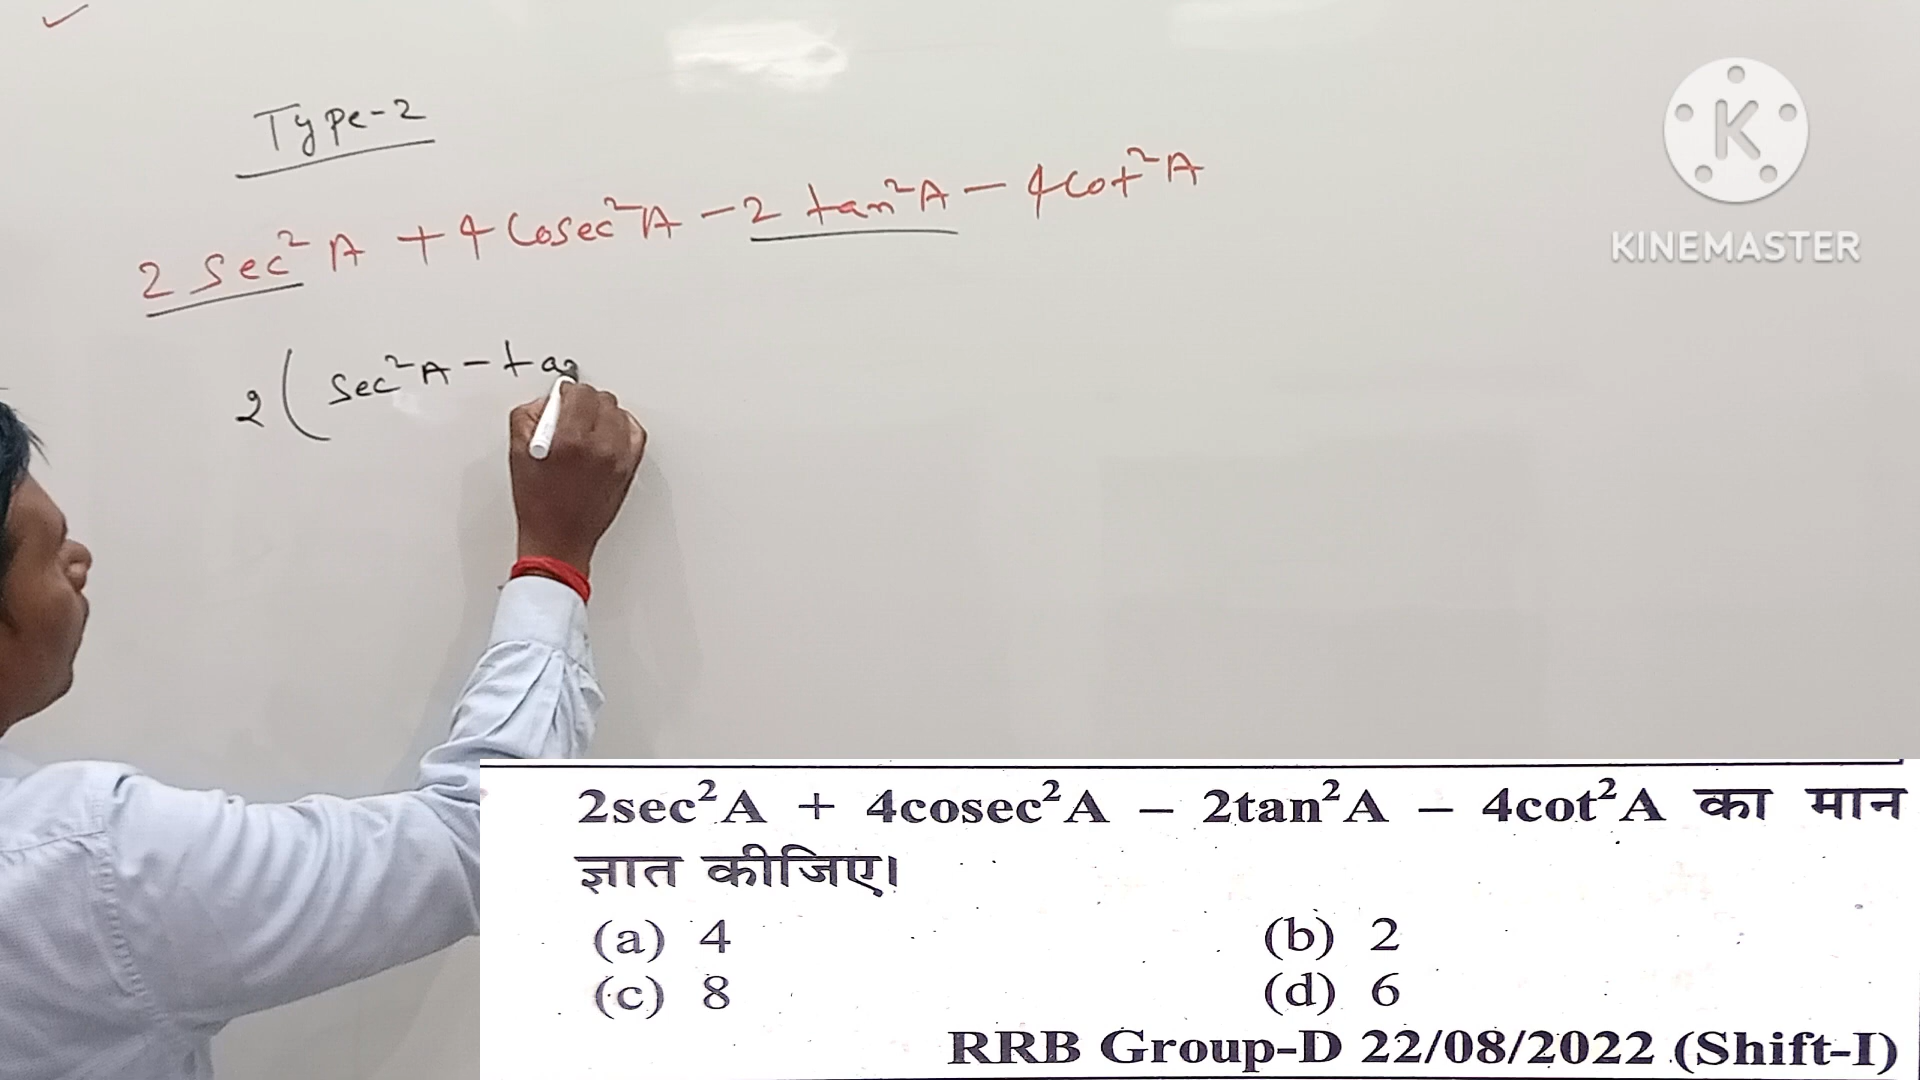 Type-2
2 Sec²A + 4 Cosec²A - 2 tan²A - 4 Cot²A
2 ( Sec²A - tan
K
KINEMASTER
2sec²A + 4cosec²A − 2tan²A − 4cot²A का मान
ज्ञात कीजिए।
(a) 4 (b) 2
(c) 8 (d) 6
RRB Group-D 22/08/2022 (Shift-I)